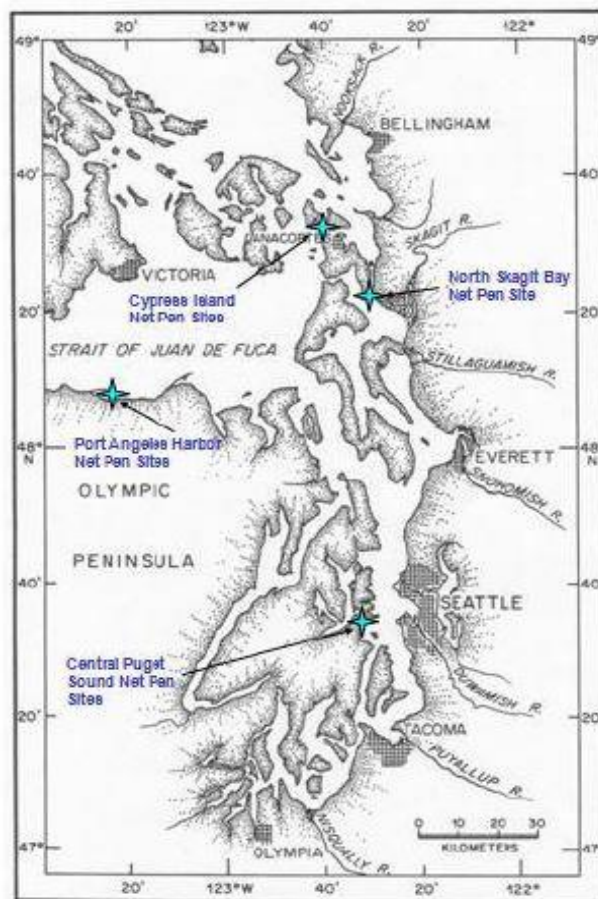 20' 123°W 40' 20' 122°
49°
49°
NOOKSACK R.
BELLINGHAM
40'
40'
SKAGIT R.
ANACORTES
VICTORIA
Cypress Island
Net Pen Sites
North Skagit Bay
Net Pen Site
20'
20'
STRAIT OF JUAN DE FUCA
STILLAGUAMISH R.
Port Angeles Harbor
Net Pen Sites
48°
N
48°
N
EVERETT
SNOHOMISH R.
OLYMPIC
PENINSULA
40'
40'
SEATTLE
Central Puget
Sound Net Pen
Sites
DUWAMISH R.
20'
20'
TACOMA
PUYALLUP R.
NISQUALLY R.
OLYMPIA
0 10 20 30
KILOMETERS
47°
47°
20' 123°W 40' 20' 122°